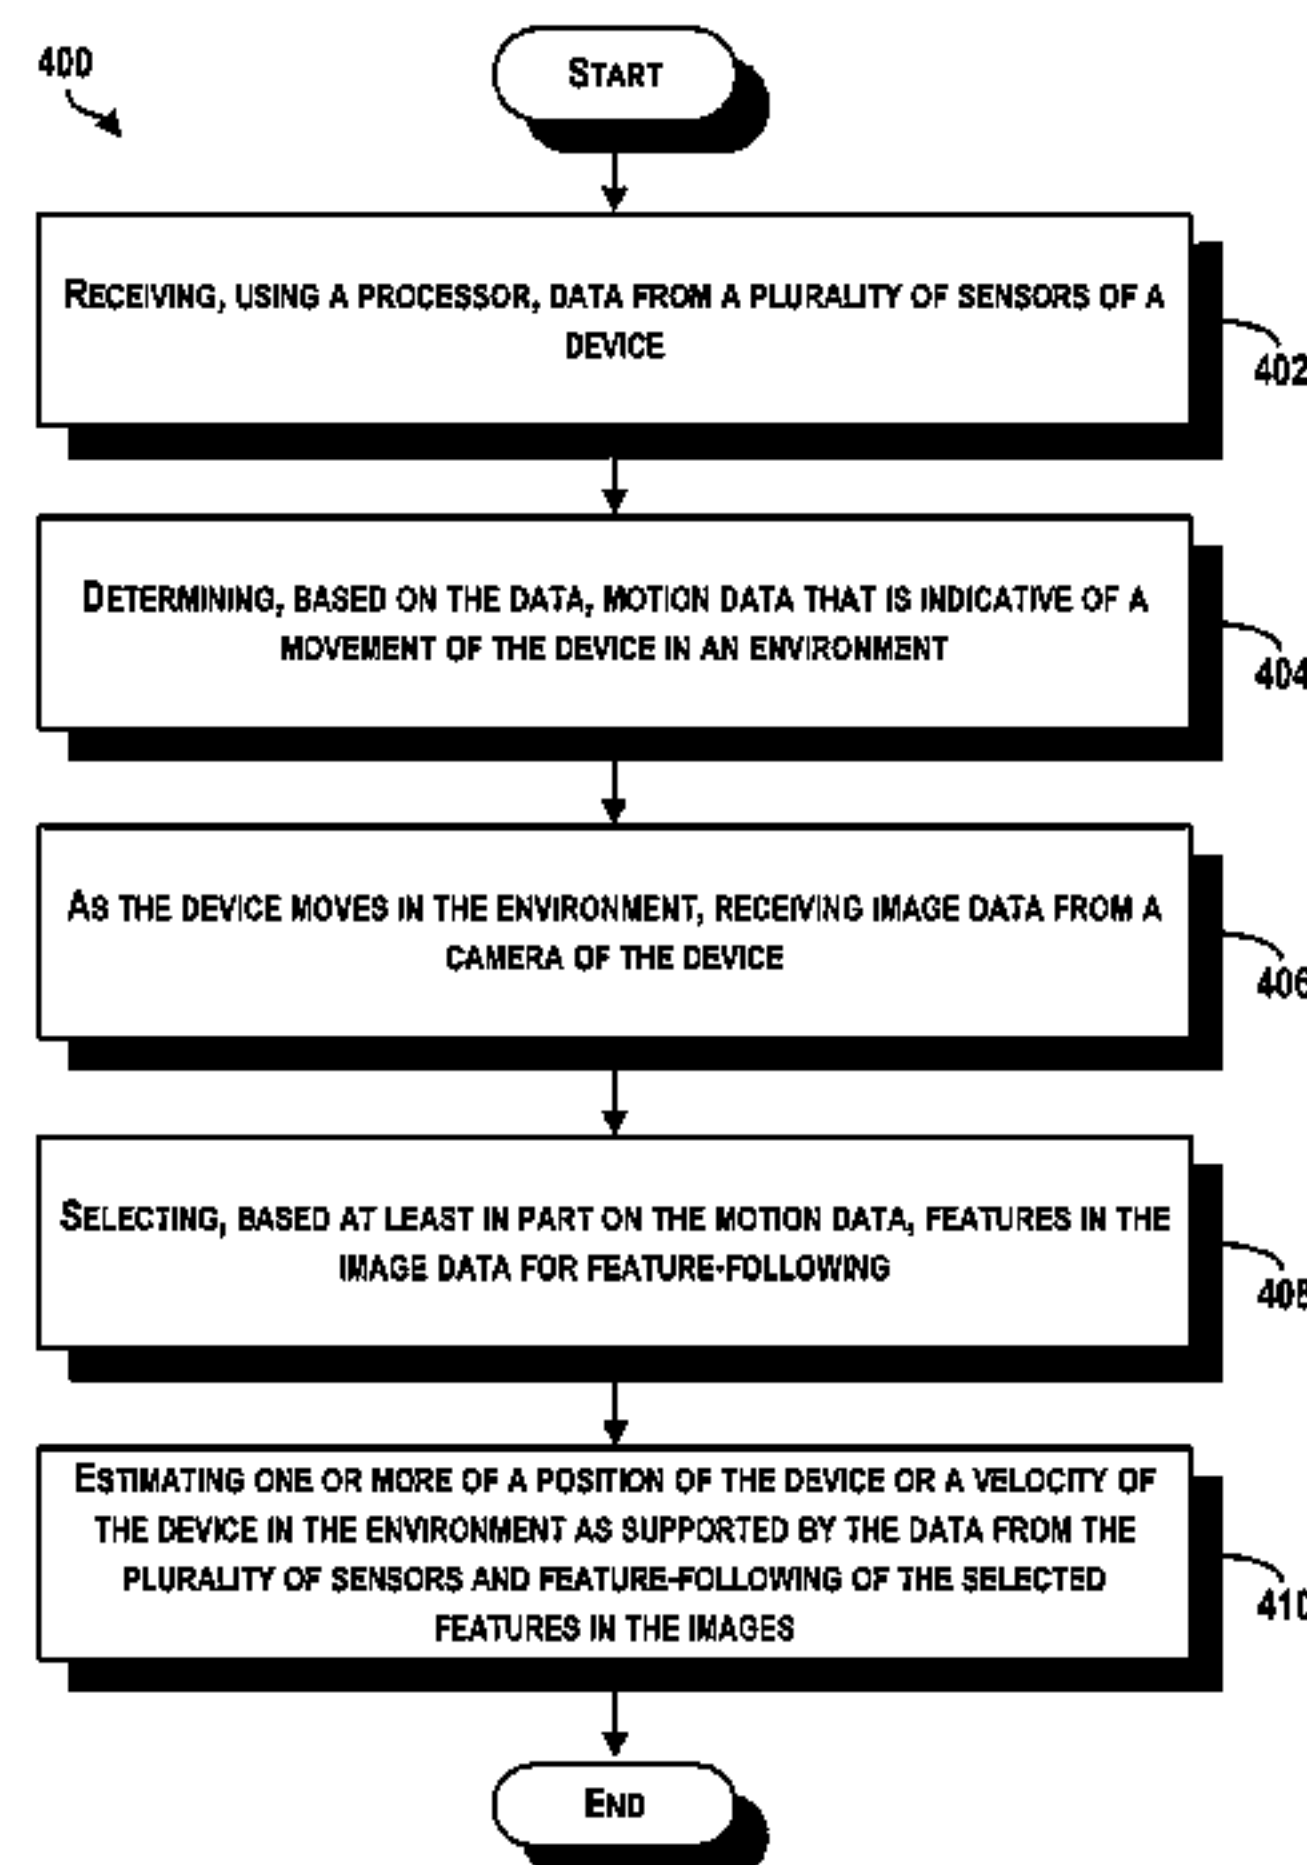 400
START
RECEIVING, USING A PROCESSOR, DATA FROM A PLURALITY OF SENSORS OF A
DEVICE
402
DETERMINING, BASED ON THE DATA, MOTION DATA THAT IS INDICATIVE OF A
MOVEMENT OF THE DEVICE IN AN ENVIRONMENT
404
AS THE DEVICE MOVES IN THE ENVIRONMENT, RECEIVING IMAGE DATA FROM A
CAMERA OF THE DEVICE
406
SELECTING, BASED AT LEAST IN PART ON THE MOTION DATA, FEATURES IN THE
IMAGE DATA FOR FEATURE-FOLLOWING
408
ESTIMATING ONE OR MORE OF A POSITION OF THE DEVICE OR A VELOCITY OF
THE DEVICE IN THE ENVIRONMENT AS SUPPORTED BY THE DATA FROM THE
PLURALITY OF SENSORS AND FEATURE-FOLLOWING OF THE SELECTED
FEATURES IN THE IMAGES
410
END